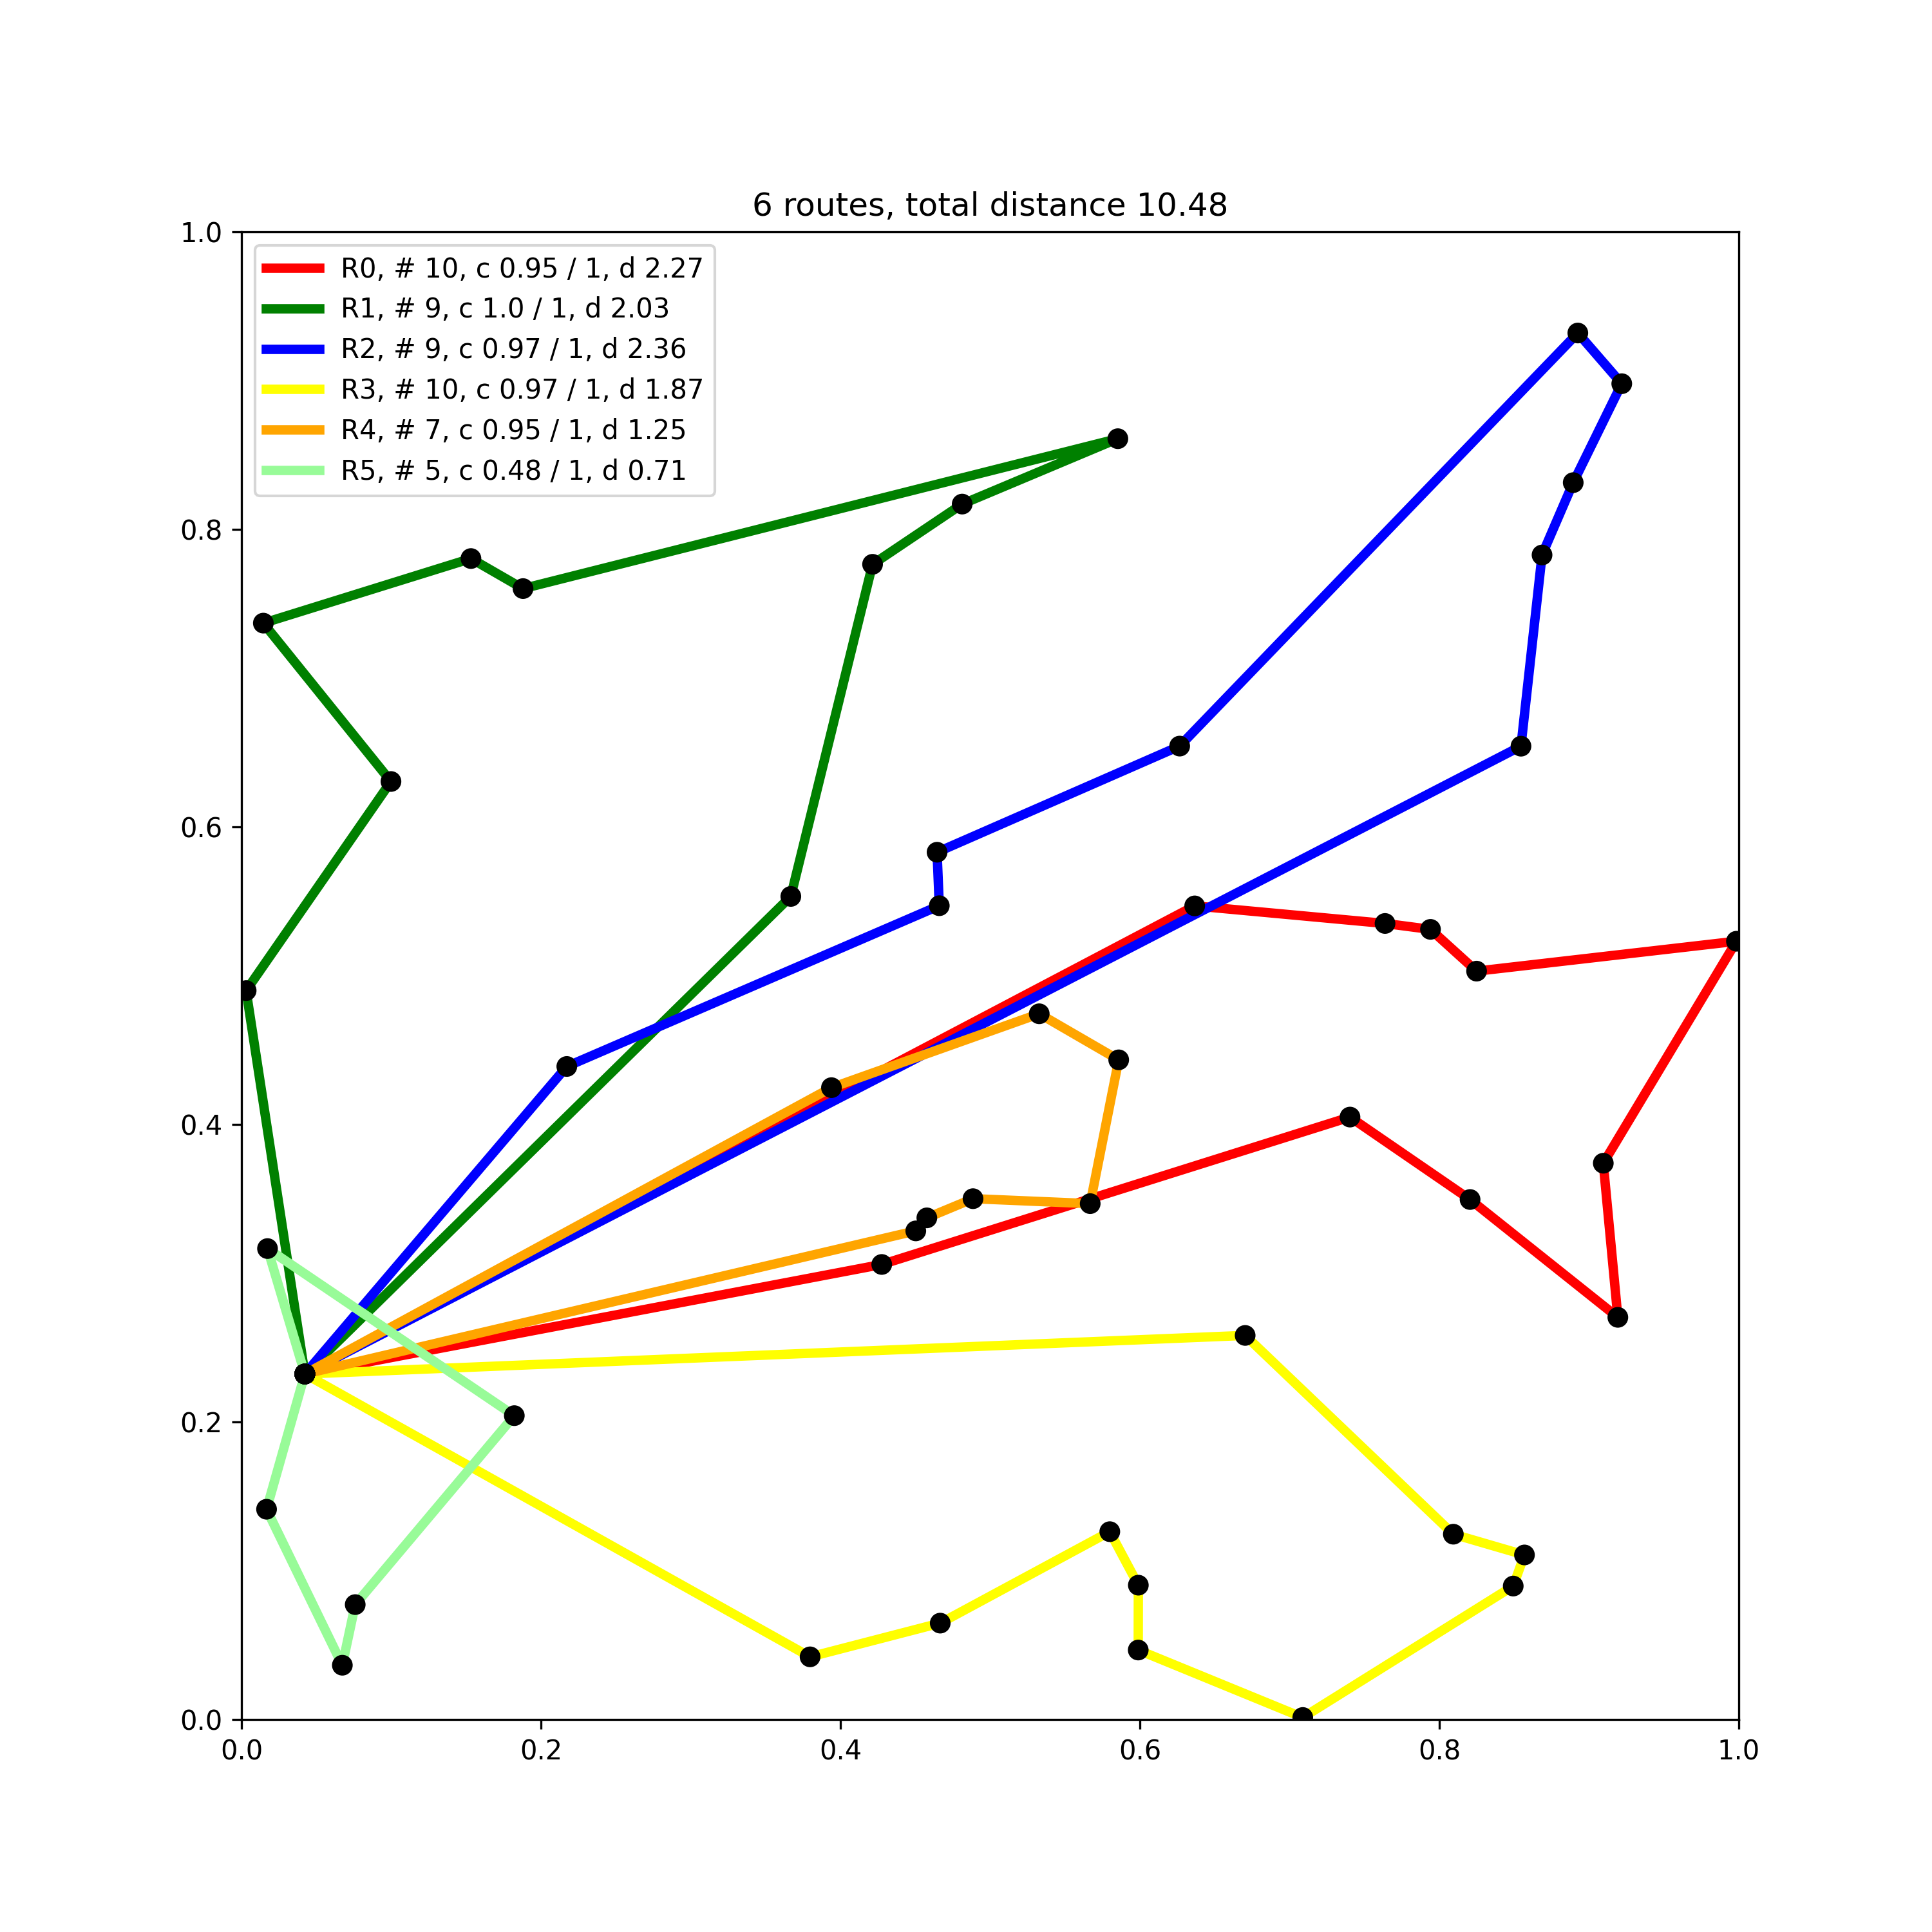 6 routes, total distance 10.48
1.0
R0, # 10, c 0.95 / 1, d 2.27
R1, # 9, c 1.0 / 1, d 2.03
R2, # 9, c 0.97 / 1, d 2.36
R3, # 10, c 0.97 / 1, d 1.87
R4, # 7, c 0.95 / 1, d 1.25
R5, # 5, c 0.48 / 1, d 0.71
0.8
0.6
0.4
0.2
0.0
0.0 0.2 0.4 0.6 0.8 1.0